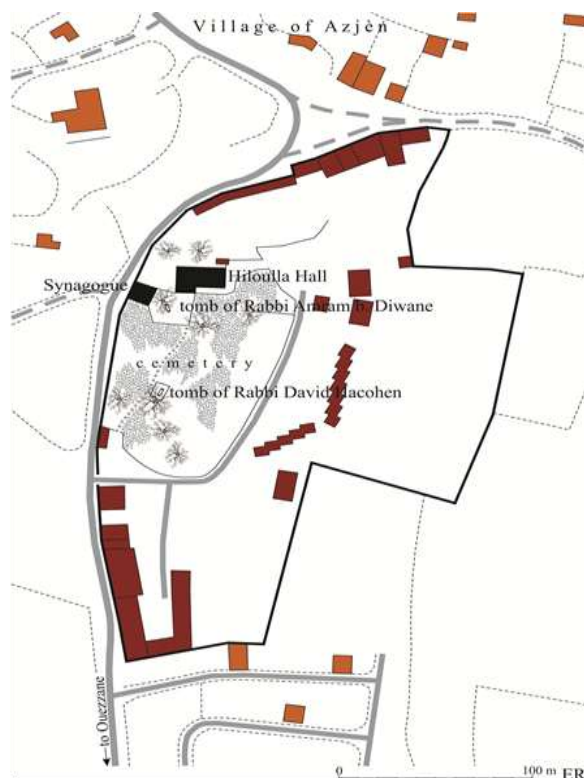 Village of Azjèn
Hiloulla Hall
Synagogue
tomb of Rabbi Amram b. Diwane
cemetery
tomb of Rabbi David Hacohen
to Ouezzane
0 100 m